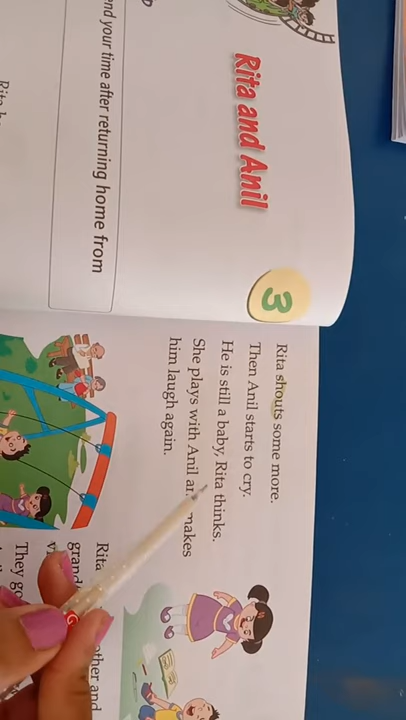 Rita and Anil
3
end your time after returning home from
Rita shouts some more.
Then Anil starts to cry.
He is still a baby, Rita thinks.
She plays with Anil makes
him laugh again.
Rita
and
They go